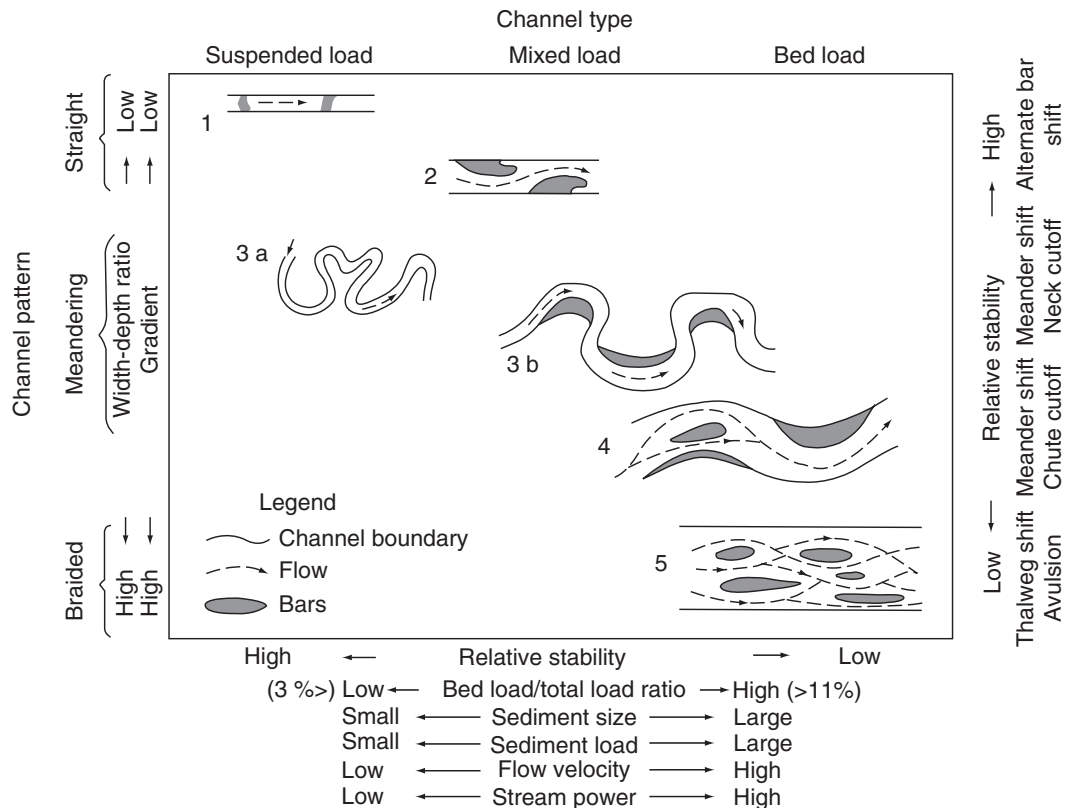 Channel type
Suspended load
Mixed load
Bed load
Channel pattern
Straight
Low
Low
Meandering
Width-depth ratio
Gradient
Braided
High
High
1
2
3 a
3 b
4
5
Legend
Channel boundary
Flow
Bars
High
Relative stability
Low
Alternate bar
shift
Meander shift
Neck cutoff
Meander shift
Chute cutoff
Thalweg shift
Avulsion
High Relative stability Low
(3 %>) Low Bed load/total load ratio High (>11%)
Small Sediment size Large
Small Sediment load Large
Low Flow velocity High
Low Stream power High